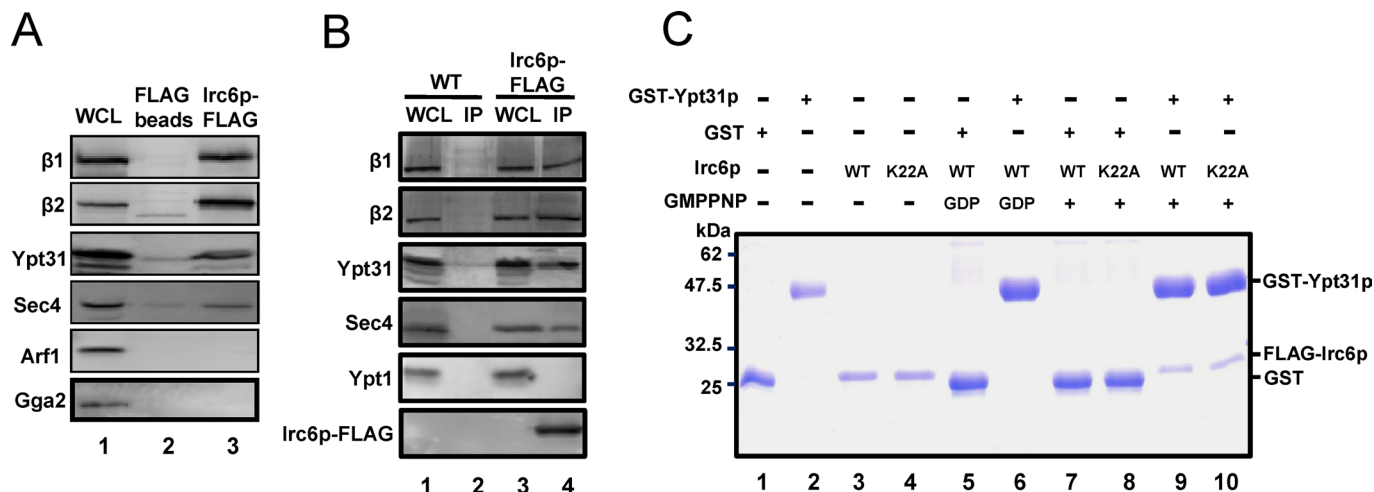 A
WCL FLAG beads Irc6p-FLAG
β1
β2
Ypt31
Sec4
Arf1
Gga2
1 2 3
B
WT Irc6p-FLAG
WCL IP WCL IP
β1
β2
Ypt31
Sec4
Ypt1
Irc6p-FLAG
1 2 3 4
C
GST-Ypt31p - + - - - + - - + +
GST + - - - + - + + - -
Irc6p - - WT K22A WT WT WT K22A WT K22A
GMPPNP - - - - GDP GDP + + + +
kDa
62
47.5
32.5
25
GST-Ypt31p
FLAG-Irc6p
GST
1 2 3 4 5 6 7 8 9 10